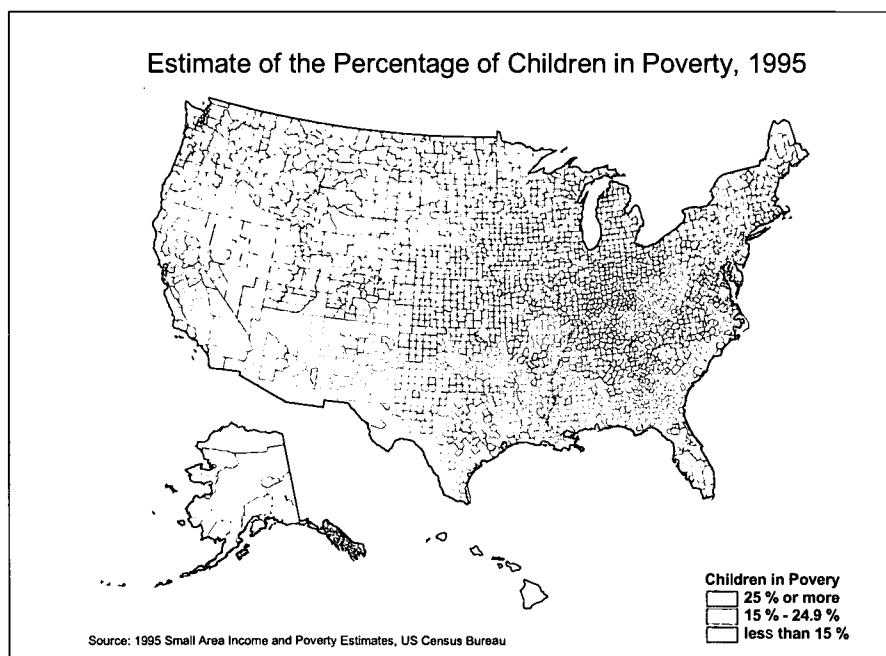 Estimate of the Percentage of Children in Poverty, 1995
Children in Povery
25 % or more
15 % - 24.9 %
less than 15 %
Source: 1995 Small Area Income and Poverty Estimates, US Census Bureau